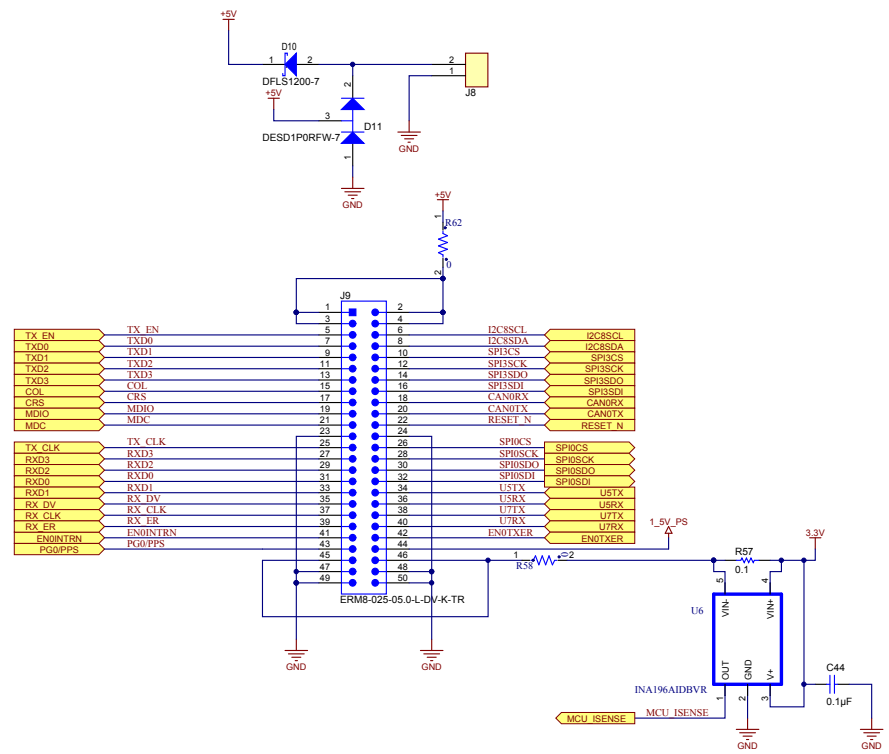 +5V
D10
1 2
DFLS1200-7
2
1
J8
+5V
2
3
D11
DESD1P0RFW-7
1
GND
GND
+5V
1
R62
0
2
J9
1 2
3 4
TX_EN TX_EN 5 6 I2C8SCL I2C8SCL
TXD0 TXD0 7 8 I2C8SDA I2C8SDA
TXD1 TXD1 9 10 SPI3CS SPI3CS
TXD2 TXD2 11 12 SPI3SCK SPI3SCK
TXD3 TXD3 13 14 SPI3SDO SPI3SDO
COL COL 15 16 SPI3SDI SPI3SDI
CRS CRS 17 18 CAN0RX CAN0RX
MDIO MDIO 19 20 CAN0TX CAN0TX
MDC MDC 21 22 RESET_N RESET_N
23 24
TX_CLK TX_CLK 25 26 SPI0CS SPI0CS
RXD3 RXD3 27 28 SPI0SCK SPI0SCK
RXD2 RXD2 29 30 SPI0SDO SPI0SDO
RXD0 RXD0 31 32 SPI0SDI SPI0SDI
RXD1 RXD1 33 34 U5TX U5TX
RX_DV RX_DV 35 36 U5RX U5RX
RX_CLK RX_CLK 37 38 U7TX U7TX
RX_ER RX_ER 39 40 U7RX U7RX
EN0INTRN EN0INTRN 41 42 EN0TXER EN0TXER
PG0/PPS PG0/PPS 43 44
45 46
47 48
49 50
ERM8-025-05.0-L-DV-K-TR
GND
GND
1_5V_PS
1 2
R58
0
3.3V
R57
0.1
5 4
U6
VIN- VIN+
OUT GND V+
INA196AIDBVR
1 2 3
MCU_ISENSE MCU_ISENSE
GND
C44
0.1µF
GND